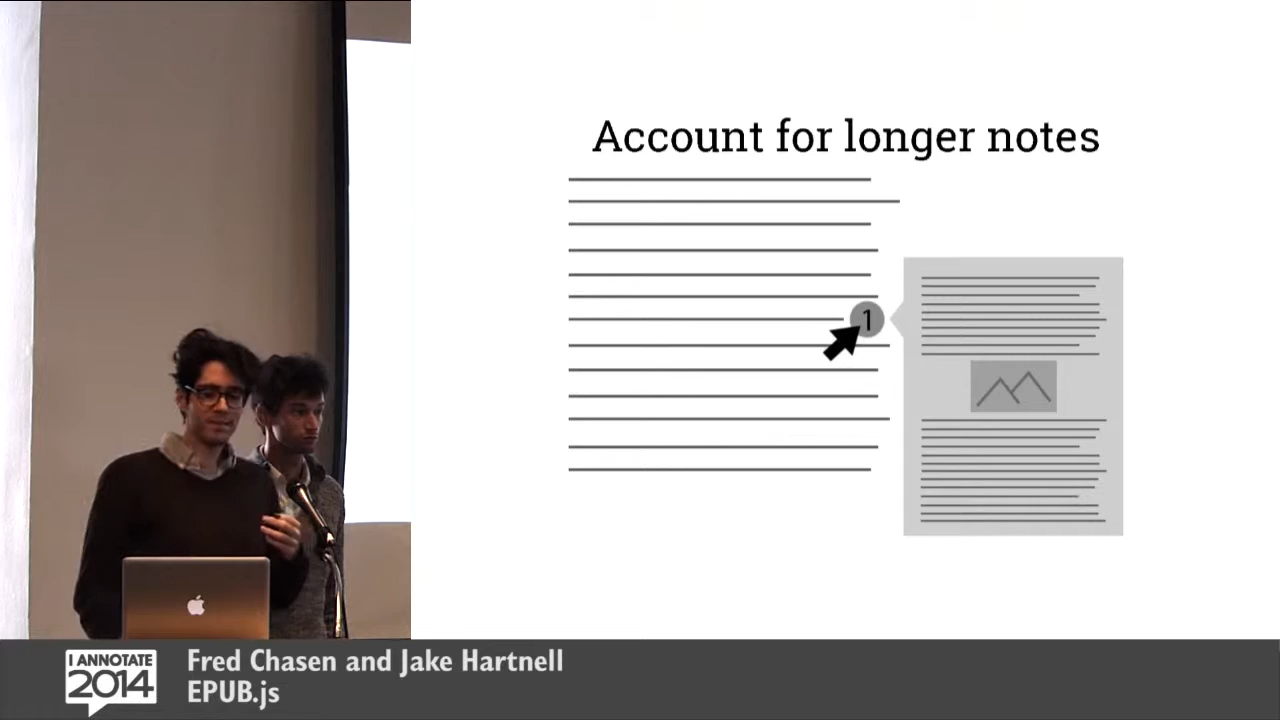 Account for longer notes
1
I ANNOTATE
2014
Fred Chasen and Jake Hartnell
EPUB.js